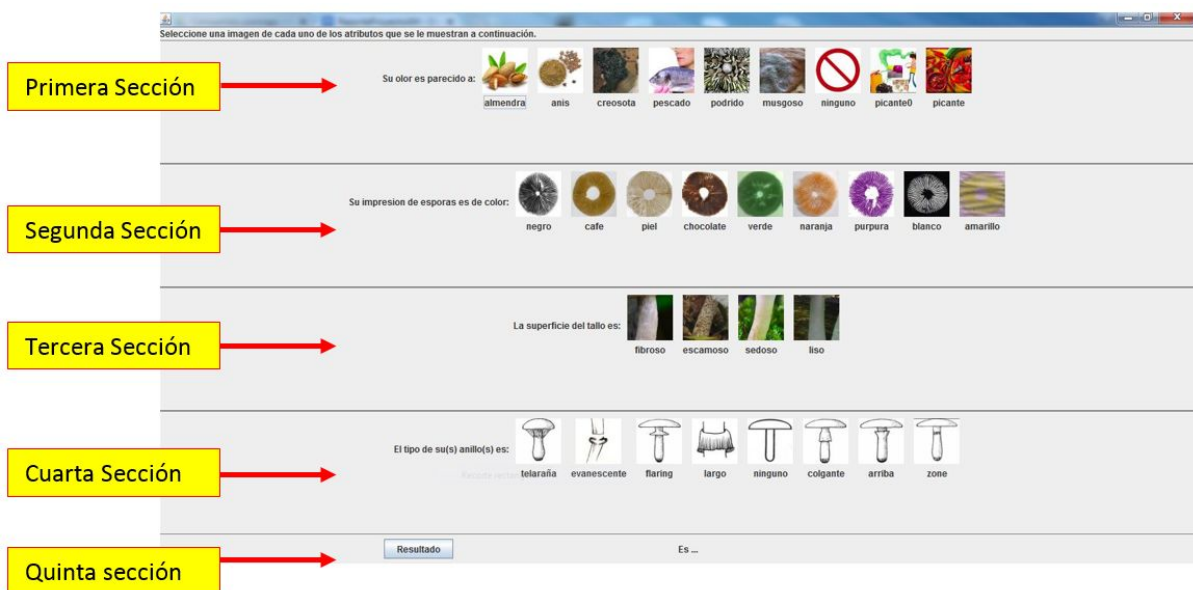 Seleccione una imagen de cada uno de los atributos que se le muestran a continuación.
Primera Sección
Su olor es parecido a:
almendra anis creosota pescado podrido musgoso ninguno picante0 picante
Segunda Sección
Su impresion de esporas es de color:
negro cafe piel chocolate verde naranja purpura blanco amarillo
Tercera Sección
La superficie del tallo es:
fibroso escamoso sedoso liso
Cuarta Sección
El tipo de su(s) anillo(s) es:
telaraña evanescente flaring largo ninguno colgante arriba zone
Quinta sección
Resultado Es ...